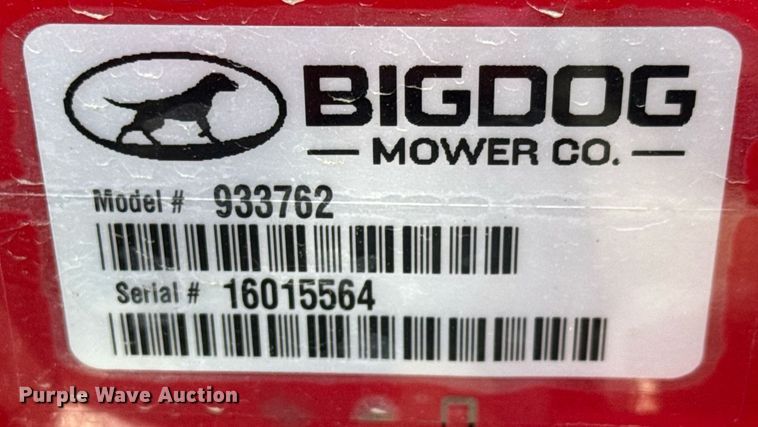 BIGDOG
MOWER CO.
Model # 933762
Serial # 16015564
Purple Wave Auction